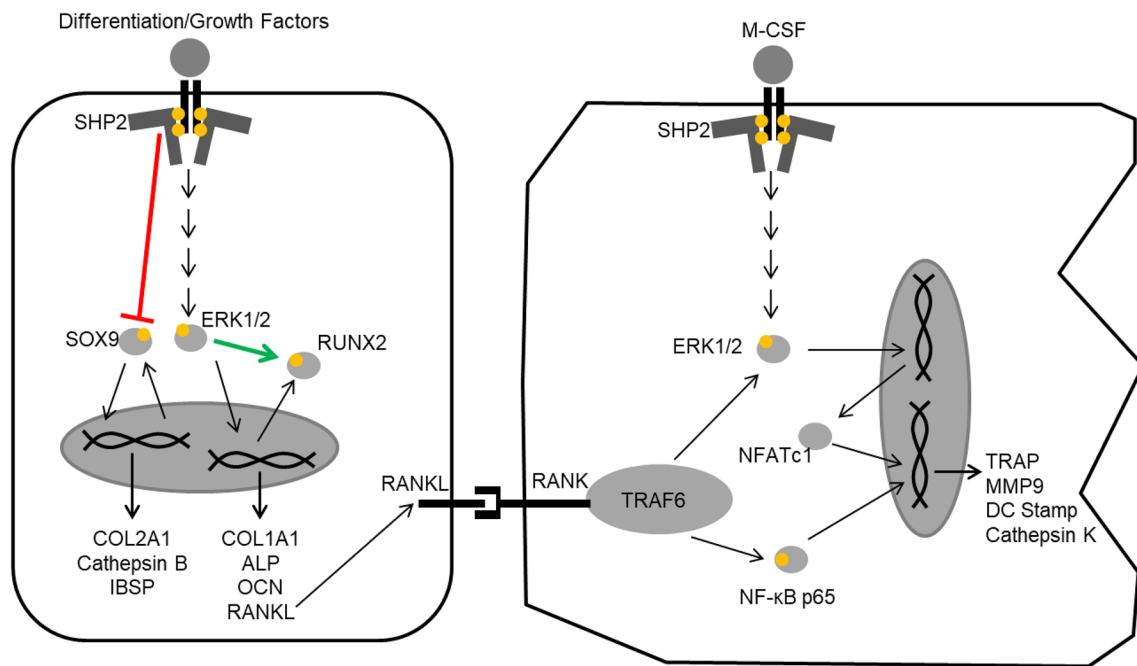 Differentiation/Growth Factors
SHP2
SOX9
ERK1/2
RUNX2
COL2A1
Cathepsin B
IBSP
COL1A1
ALP
OCN
RANKL
RANKL
M-CSF
SHP2
ERK1/2
NFATc1
RANK
TRAF6
NF-κB p65
TRAP
MMP9
DC Stamp
Cathepsin K